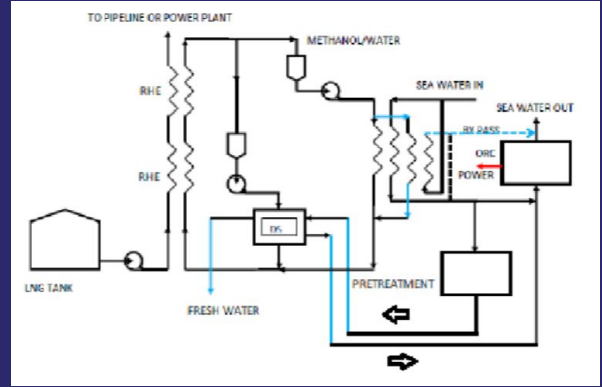 TO PIPELINE OR POWER PLANT
METHANOL/WATER
RHE
SEA WATER IN
SEA WATER OUT
BY PASS
ORC
POWER
RHE
DS
LNG TANK
PRETREATMENT
FRESH WATER